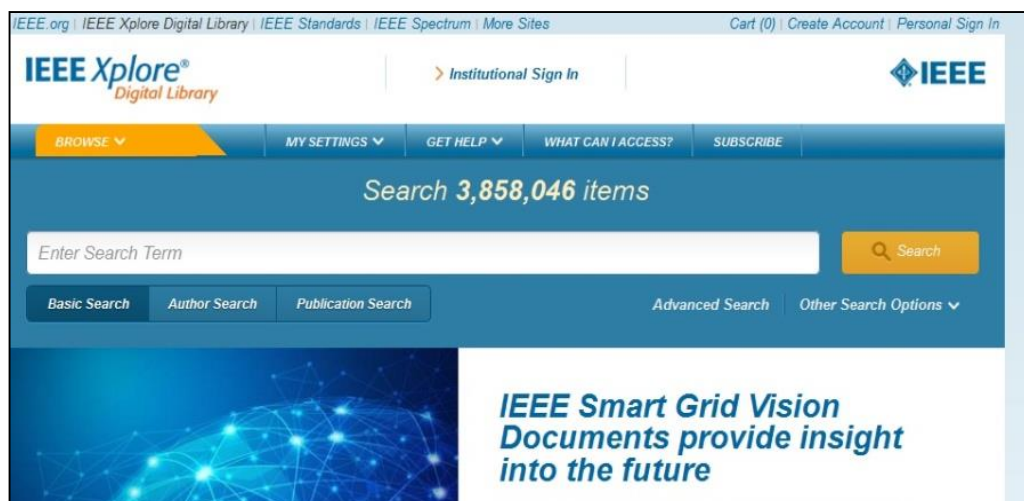 IEEE.org | IEEE Xplore Digital Library | IEEE Standards | IEEE Spectrum | More Sites
Cart (0) | Create Account | Personal Sign In
IEEE Xplore®
Digital Library
> Institutional Sign In
IEEE
BROWSE
MY SETTINGS
GET HELP
WHAT CAN I ACCESS?
SUBSCRIBE
Search 3,858,046 items
Enter Search Term
Search
Basic Search
Author Search
Publication Search
Advanced Search
Other Search Options
IEEE Smart Grid Vision
Documents provide insight
into the future